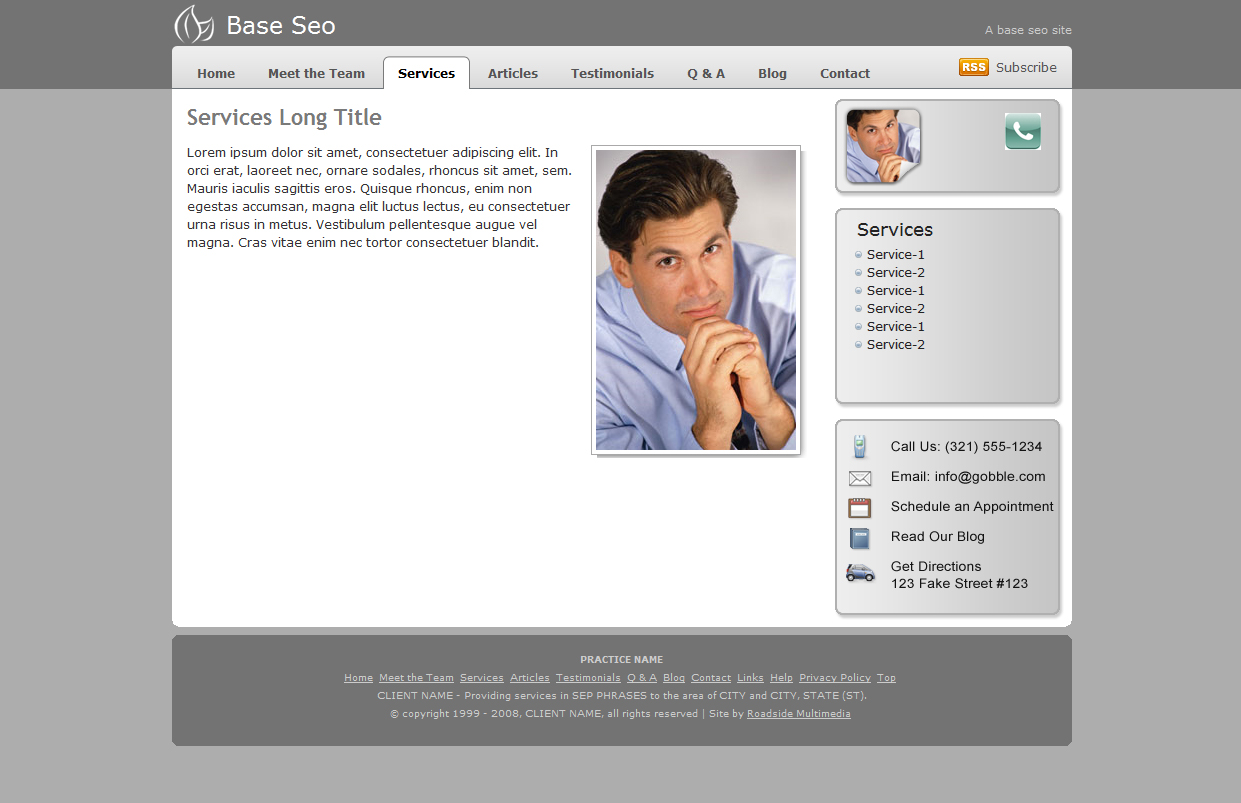 Base Seo
A base seo site
Home Meet the Team Services Articles Testimonials Q & A Blog Contact RSS Subscribe
Services Long Title
Lorem ipsum dolor sit amet, consectetuer adipiscing elit. In
orci erat, laoreet nec, ornare sodales, rhoncus sit amet, sem.
Mauris iaculis sagittis eros. Quisque rhoncus, enim non
egestas accumsan, magna elit luctus lectus, eu consectetuer
urna risus in metus. Vestibulum pellentesque augue vel
magna. Cras vitae enim nec tortor consectetuer blandit.
Services
Service-1
Service-2
Service-1
Service-2
Service-1
Service-2
Call Us: (321) 555-1234
Email: info@gobble.com
Schedule an Appointment
Read Our Blog
Get Directions
123 Fake Street #123
PRACTICE NAME
Home Meet the Team Services Articles Testimonials Q & A Blog Contact Links Help Privacy Policy Top
CLIENT NAME - Providing services in SEP PHRASES to the area of CITY and CITY, STATE (ST).
© copyright 1999 - 2008, CLIENT NAME, all rights reserved | Site by Roadside Multimedia